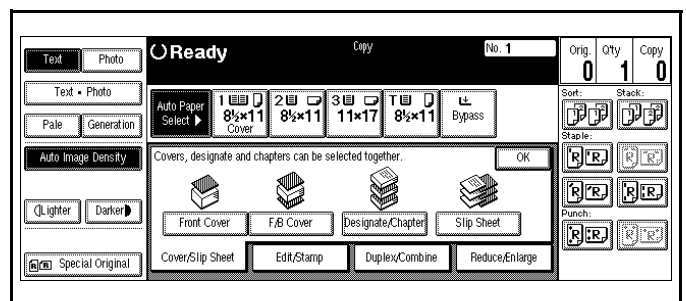 Text Photo
Text • Photo
Pale Generation
Auto Image Density
Lighter Darker
Special Original
Ready
Copy
No. 1
Auto Paper Select ▶
1 8½×11 Cover
2 8½×11
3 11×17
T 8½×11
Bypass
Covers, designate and chapters can be selected together.
OK
Front Cover
F/B Cover
Designate/Chapter
Slip Sheet
Cover/Slip Sheet
Edit/Stamp
Duplex/Combine
Reduce/Enlarge
Orig. Q'ty Copy
0 1 0
Sort: Stack:
Staple:
Punch: